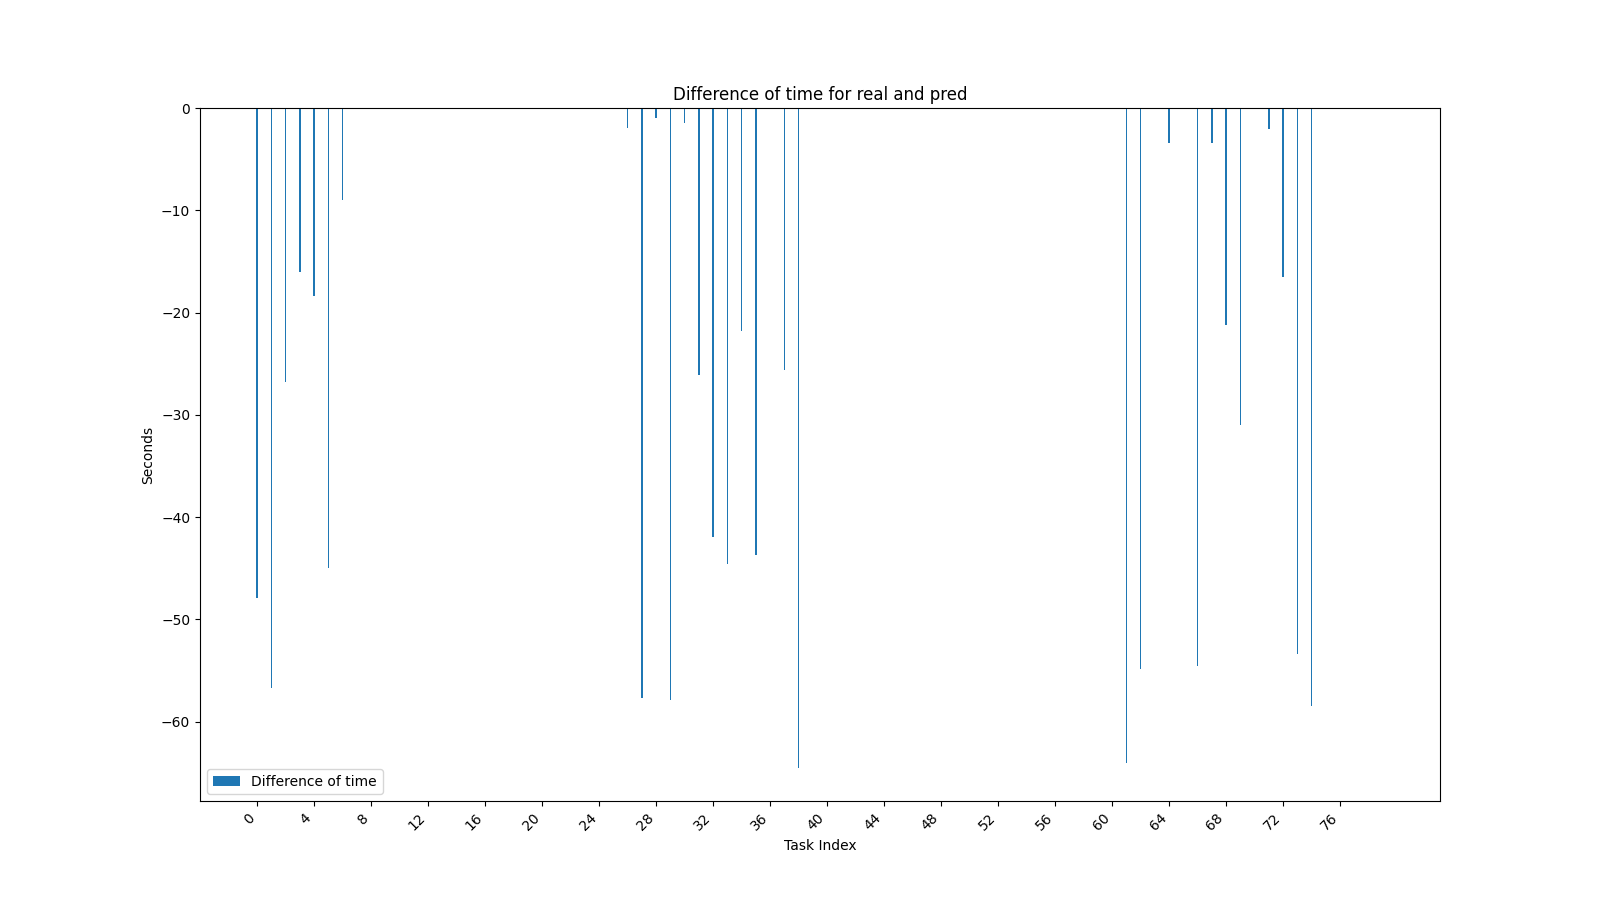 Difference of time for real and pred
0
−10
−20
−30
−40
−50
−60
Seconds
Difference of time
0 4 8 12 16 20 24 28 32 36 40 44 48 52 56 60 64 68 72 76
Task Index